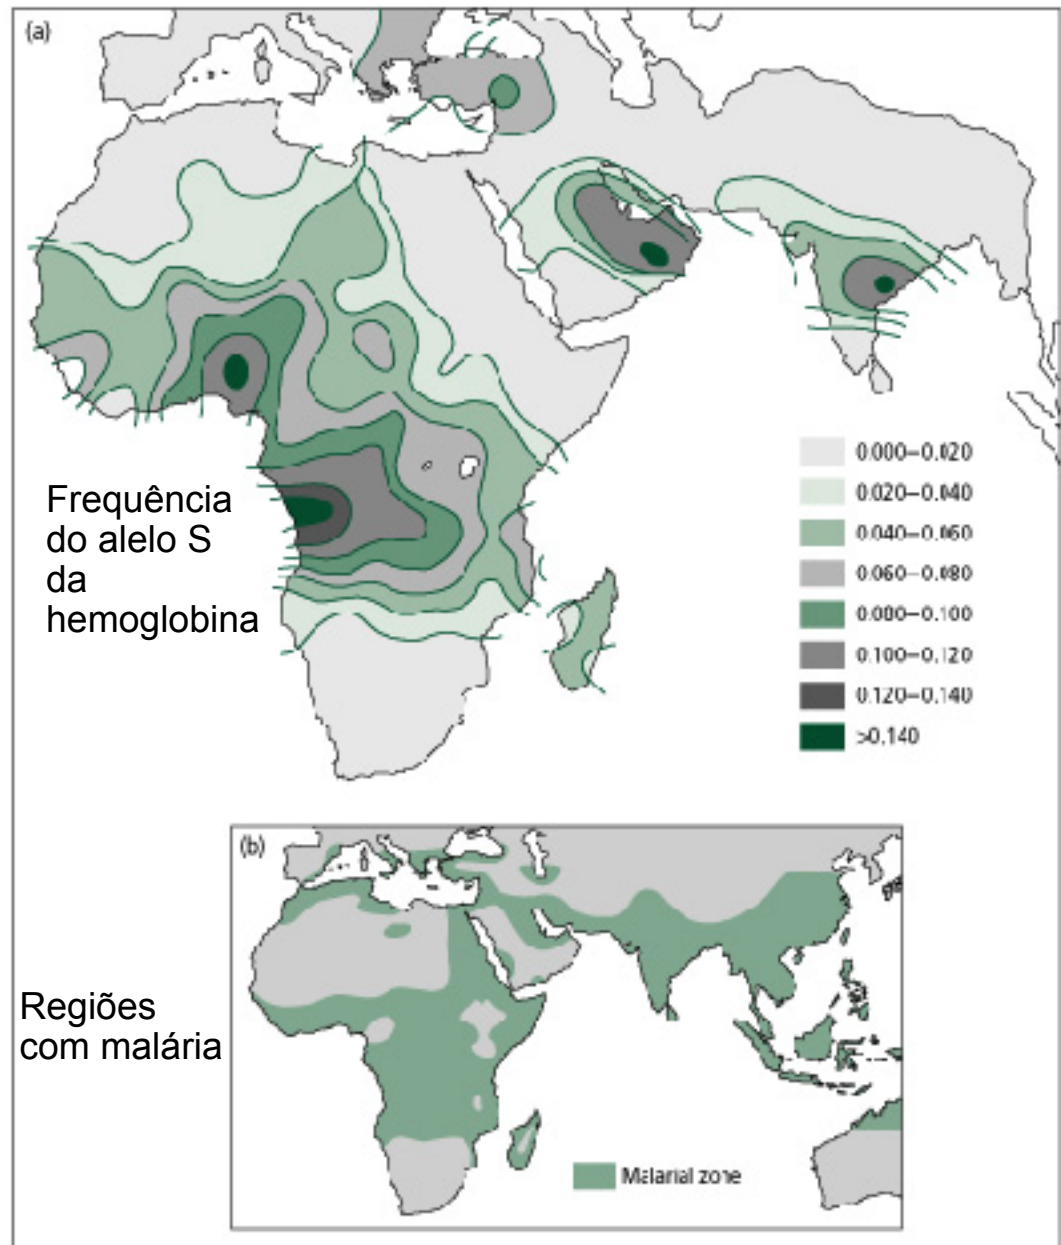 (a)
Frequência
do alelo S
da
hemoglobina
0.000–0.020
0.020–0.040
0.040–0.060
0.060–0.080
0.080–0.100
0.100–0.120
0.120–0.140
>0.140
(b)
Regiões
com malária
Malarial zone